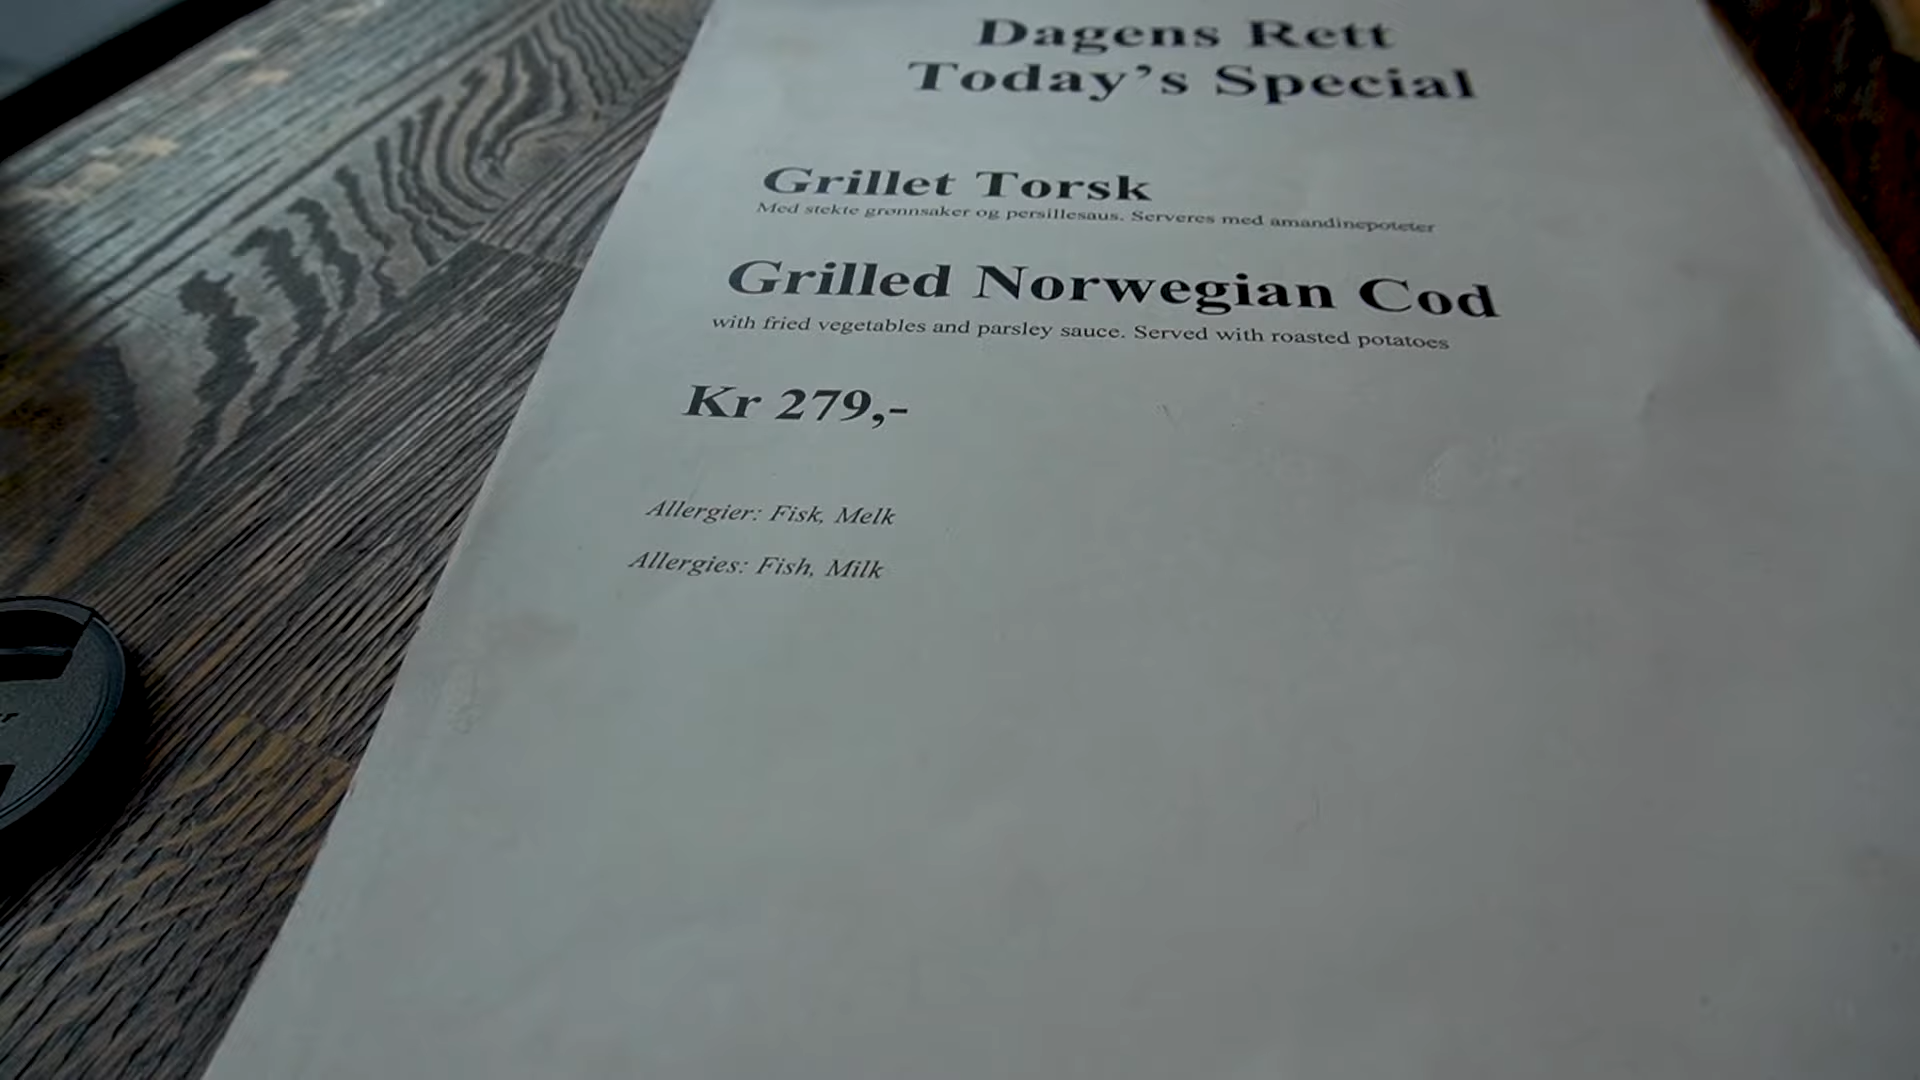 Dagens Rett
Today’s Special
Grillet Torsk
Med stekte grønnsaker og persillesaus. Serveres med amandinepoteter
Grilled Norwegian Cod
with fried vegetables and parsley sauce. Served with roasted potatoes
Kr 279,-
Allergier: Fisk, Melk
Allergies: Fish, Milk